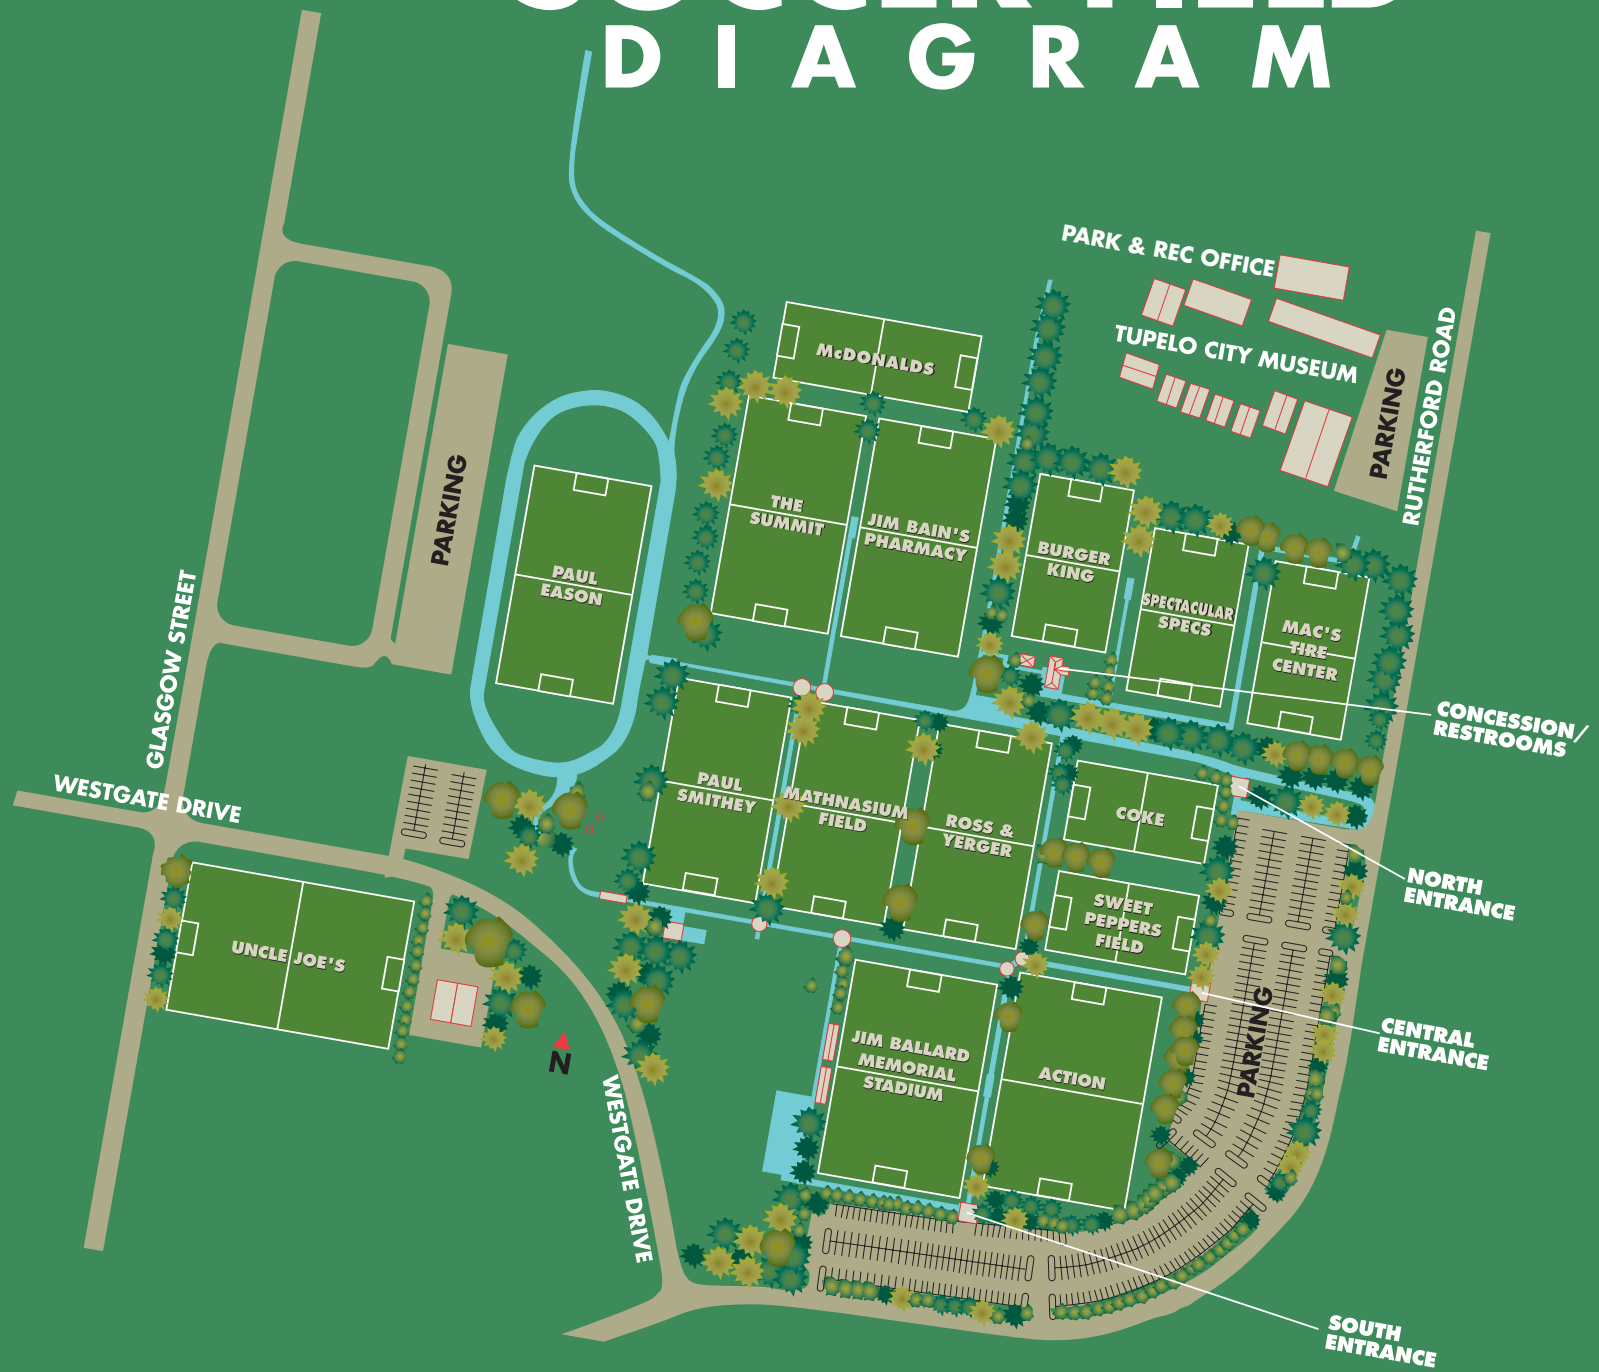 SOCCER FIELD
DIAGRAM
PARK & REC OFFICE
TUPELO CITY MUSEUM
PARKING
RUTHERFORD ROAD
McDONALDS
PARKING
THE
SUMMIT
JIM BAIN'S
PHARMACY
BURGER
KING
SPECTACULAR
SPECS
MAC'S
TIRE
CENTER
PAUL
EASON
GLASGOW STREET
CONCESSION/
RESTROOMS
WESTGATE DRIVE
PAUL
SMITHEY
MATHNASIUM
FIELD
ROSS &
YERGER
COKE
NORTH
ENTRANCE
SWEET
PEPPERS
FIELD
UNCLE JOE'S
N
PARKING
CENTRAL
ENTRANCE
JIM BALLARD
MEMORIAL
STADIUM
ACTION
WESTGATE DRIVE
SOUTH
ENTRANCE